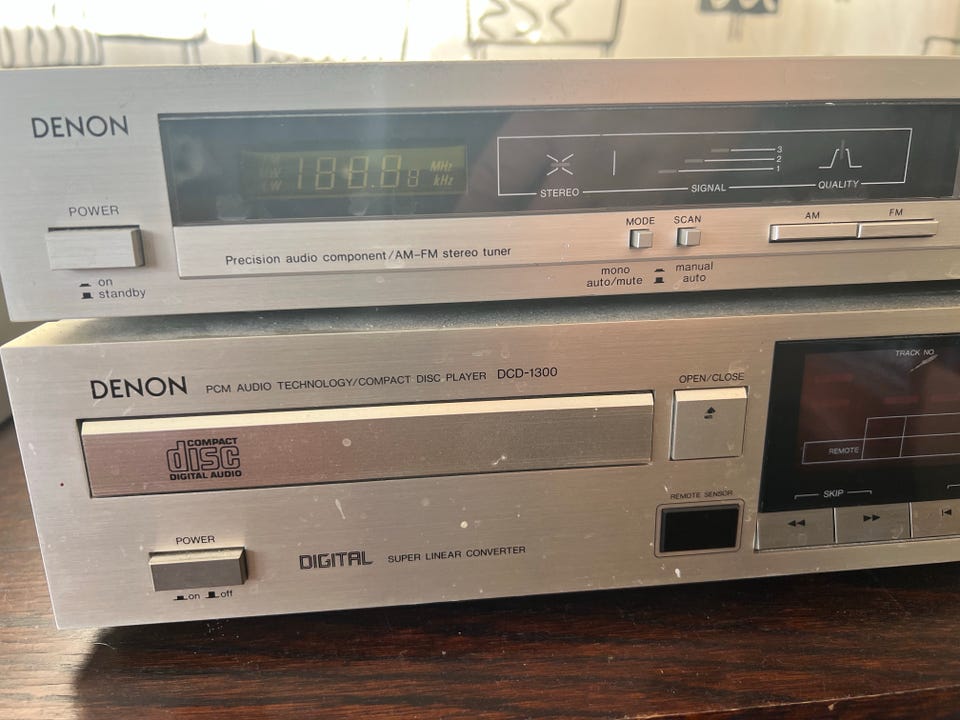 DENON
188.8.8 MHz
kHz
STEREO
SIGNAL
3
2
1
QUALITY
POWER
on
standby
Precision audio component/AM-FM stereo tuner
MODE
SCAN
mono
auto/mute
manual
auto
AM
FM
DENON
PCM AUDIO TECHNOLOGY/COMPACT DISC PLAYER DCD-1300
OPEN/CLOSE
COMPACT
disc
DIGITAL AUDIO
TRACK NO.
REMOTE
REMOTE SENSOR
SKIP
POWER
on off
DIGITAL SUPER LINEAR CONVERTER